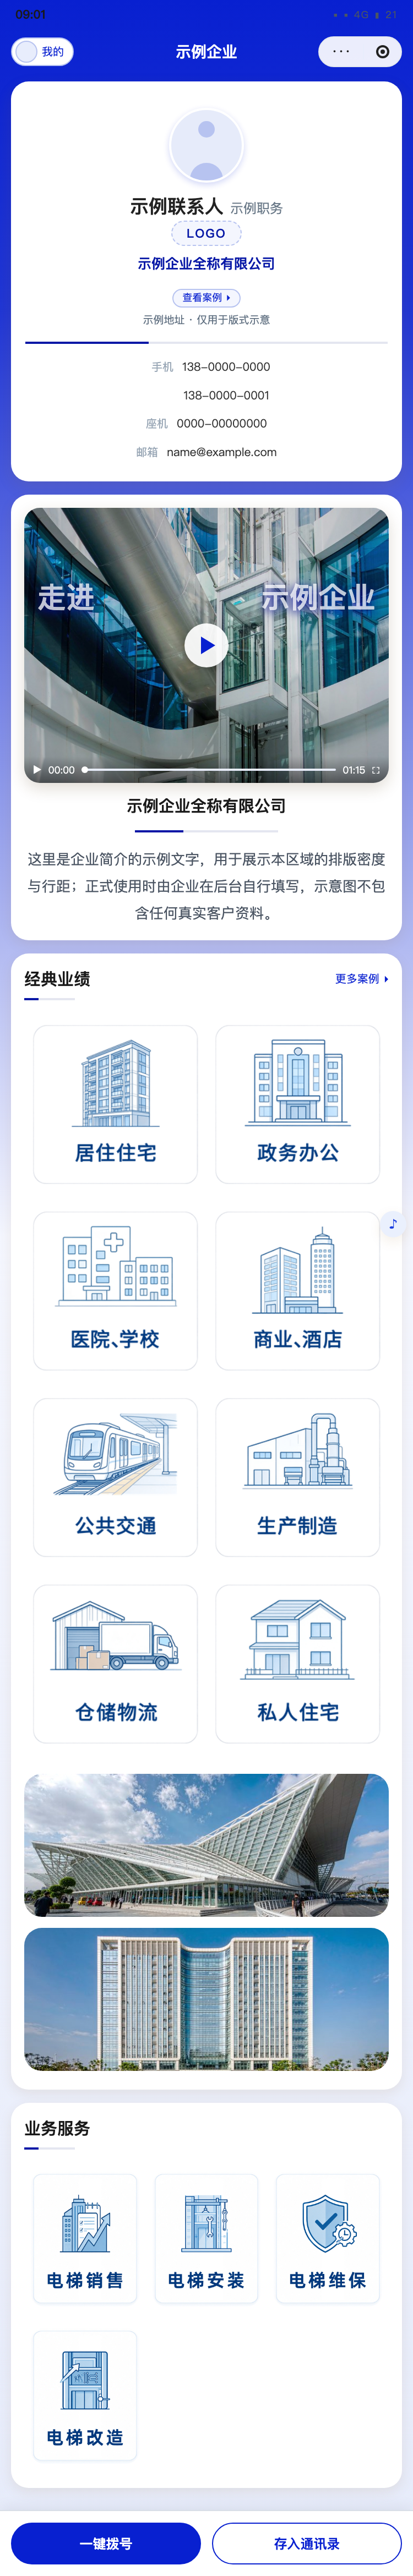 09:01
4G 21
我的
示例企业
示例联系人 示例职务
LOGO
示例企业全称有限公司
查看案例
示例地址 · 仅用于版式示意
手机 138-0000-0000
138-0000-0001
座机 0000-00000000
邮箱 name@example.com
走进 示例企业
00:00 01:15
示例企业全称有限公司
这里是企业简介的示例文字，用于展示本区域的排版密度
与行距；正式使用时由企业在后台自行填写，示意图不包
含任何真实客户资料。
经典业绩 更多案例
居住住宅 政务办公
医院、学校 商业、酒店
公共交通 生产制造
仓储物流 私人住宅
业务服务
电梯销售 电梯安装 电梯维保
电梯改造
一键拨号 存入通讯录